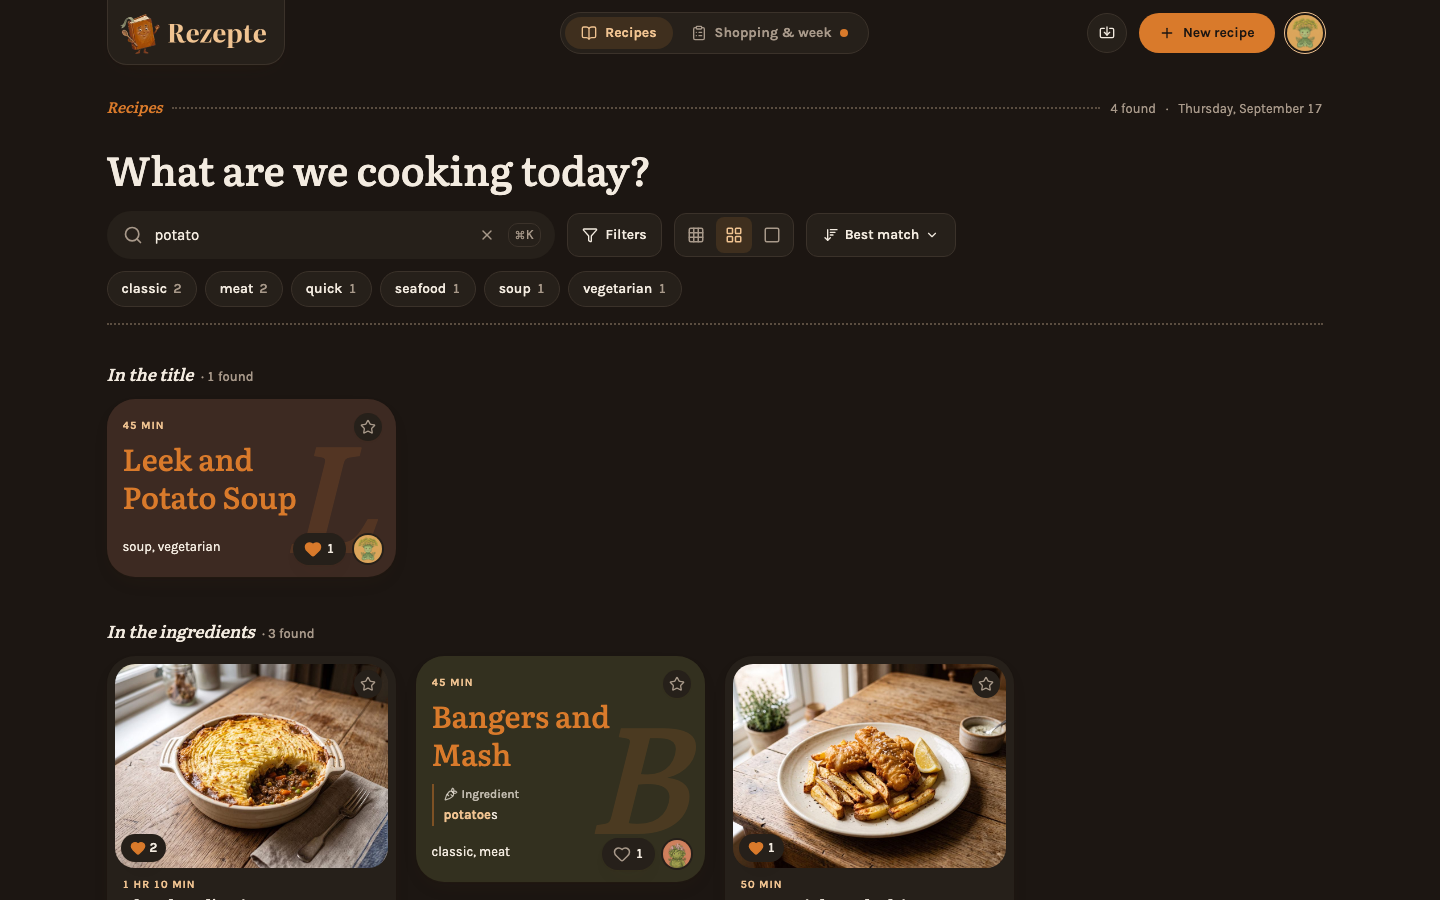 Rezepte
Recipes
Shopping & week
New recipe
Recipes
4 found · Thursday, September 17
What are we cooking today?
potato
⌘K
Filters
Best match
classic 2
meat 2
quick 1
seafood 1
soup 1
vegetarian 1
In the title · 1 found
45 MIN
Leek and
Potato Soup
L
soup, vegetarian
1
In the ingredients · 3 found
2
1 HR 10 MIN
45 MIN
Bangers and
Mash
B
Ingredient
potatoes
classic, meat
1
1
50 MIN